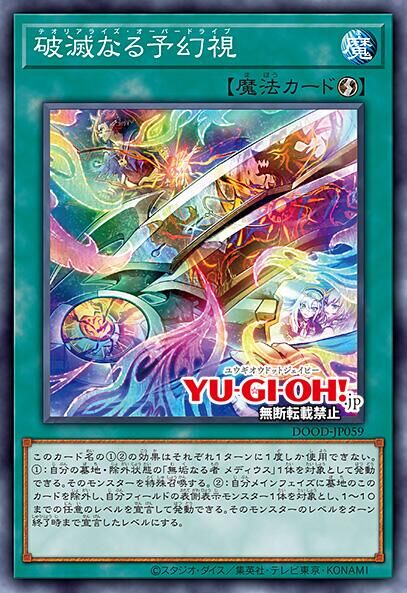 テオリアライズ・オーバードライブ
破滅なる予幻視
魔
【魔法カード】
ユウギオウドットジェイピー
YU-GI-OH!.jp
無断転載禁止
DOOD-JP059
このカード名の①②の効果はそれぞれ1ターンに1度しか使用できない。
①:自分の墓地・除外状態の「無垢なる者 メディウス」1体を対象として発動
できる。そのモンスターを特殊召喚する。②:自分メインフェイズに墓地のこの
カードを除外し、自分フィールドの表側表示モンスター1体を対象とし、1~10
までの任意のレベルを宣言して発動できる。そのモンスターのレベルをターン
終了時まで宣言したレベルにする。
©スタジオ・ダイス/集英社・テレビ東京・KONAMI